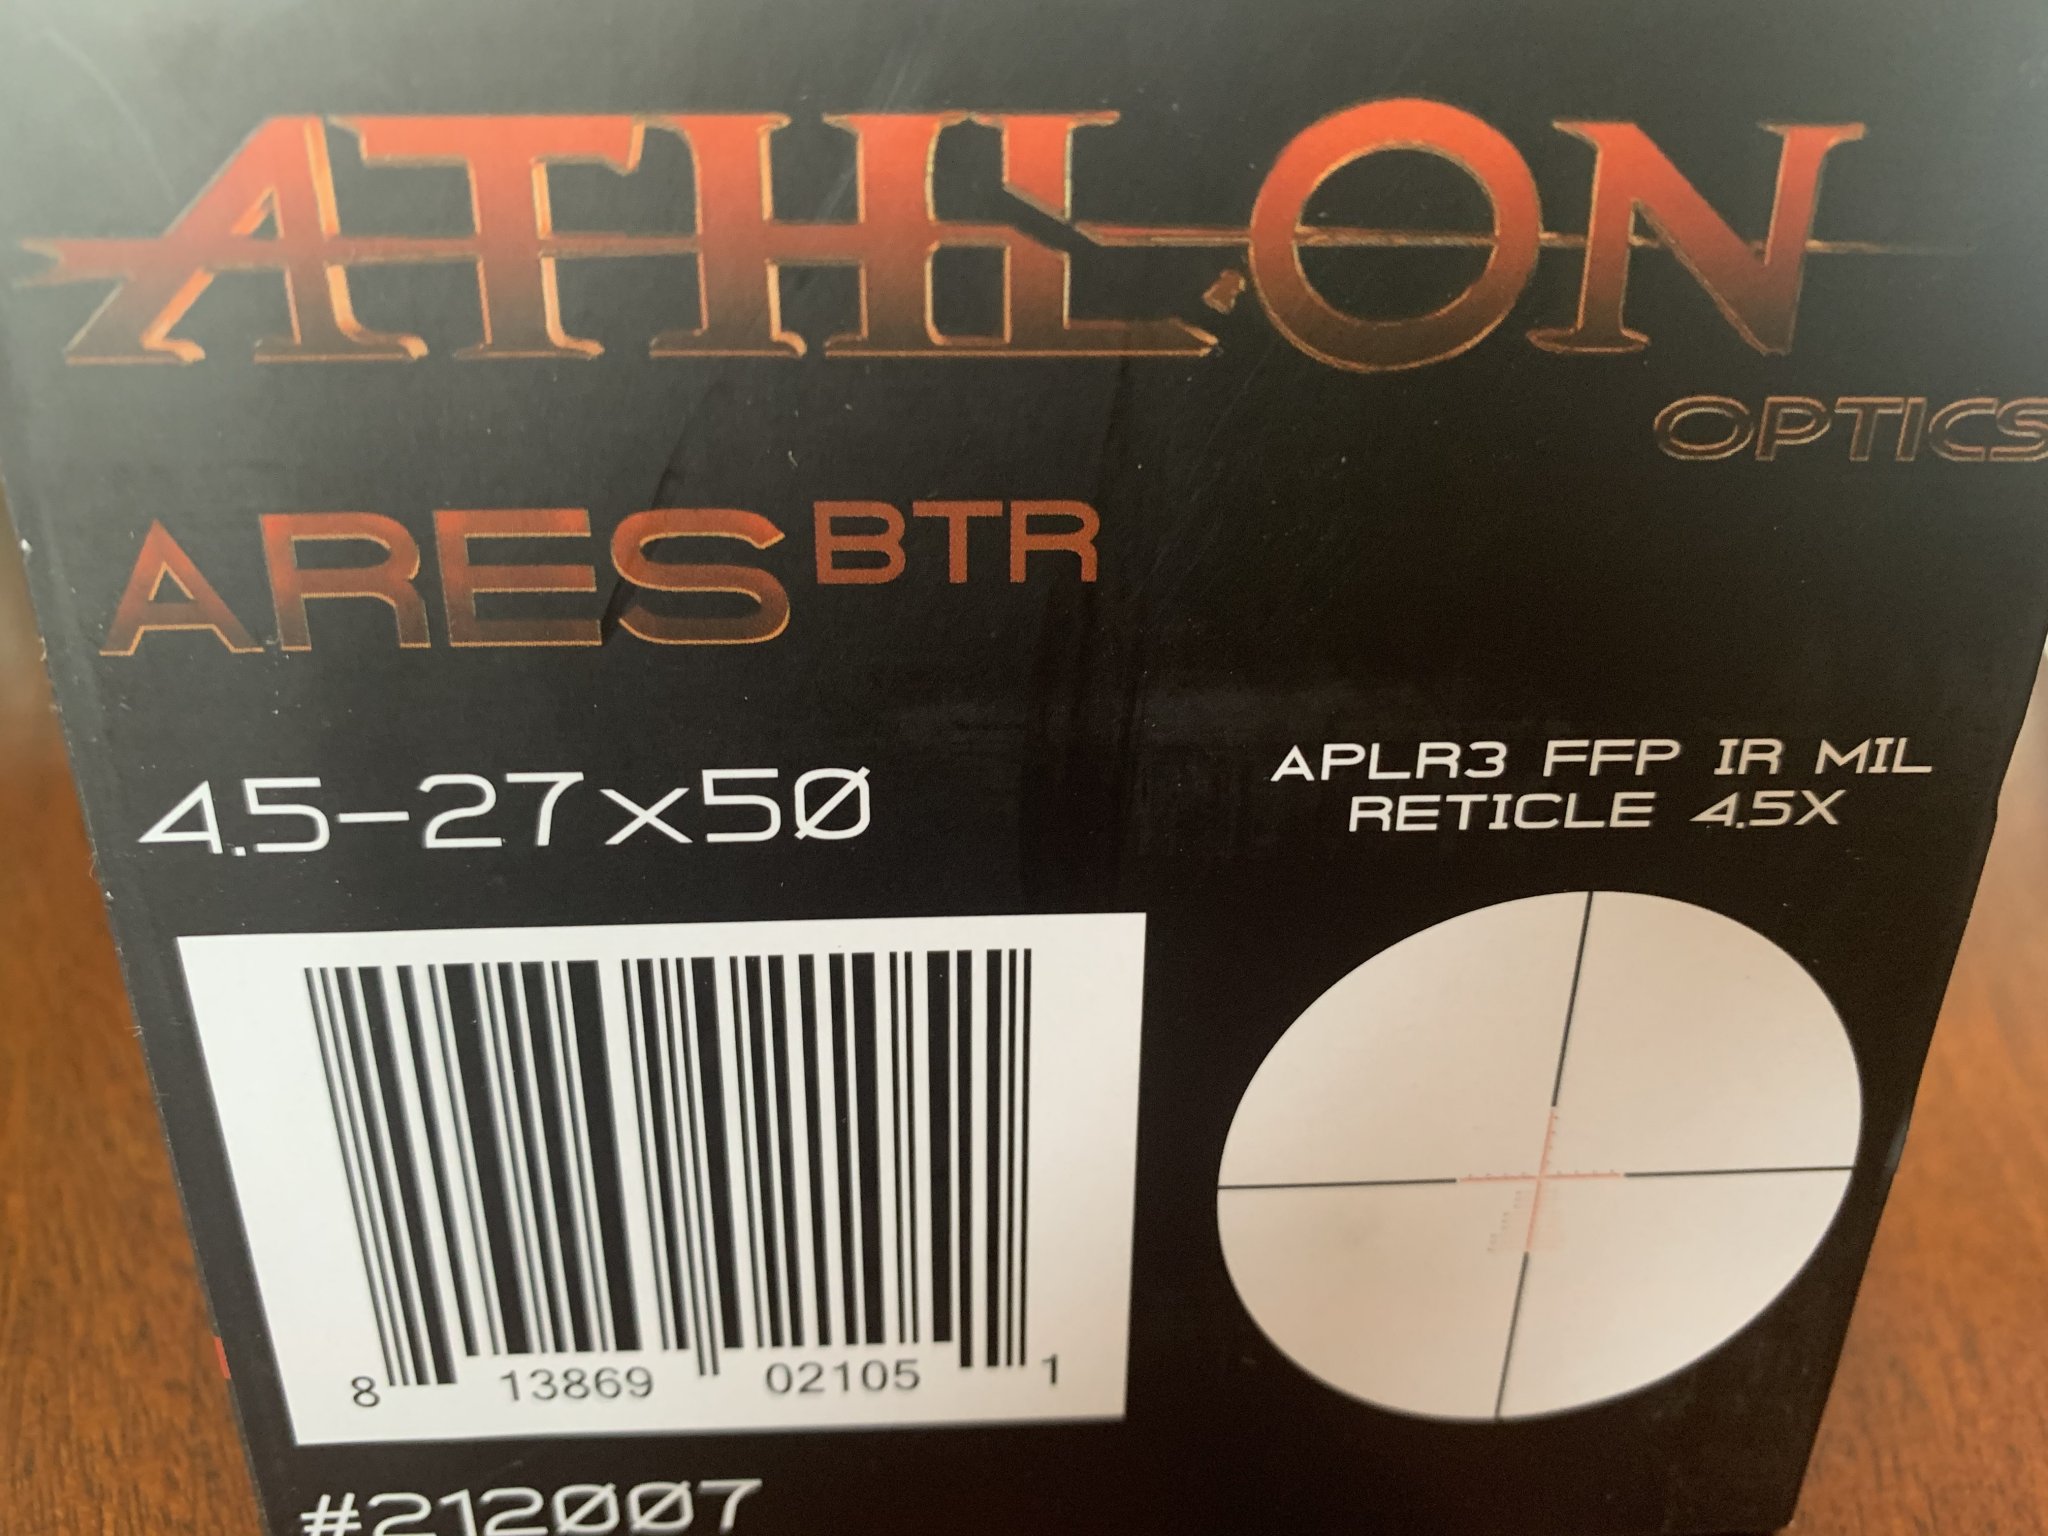 ATHLON
OPTICS
ARES BTR
4.5-27x50
APLR3 FFP IR MIL
RETICLE 4.5X
8 13869 02105 1
#212007